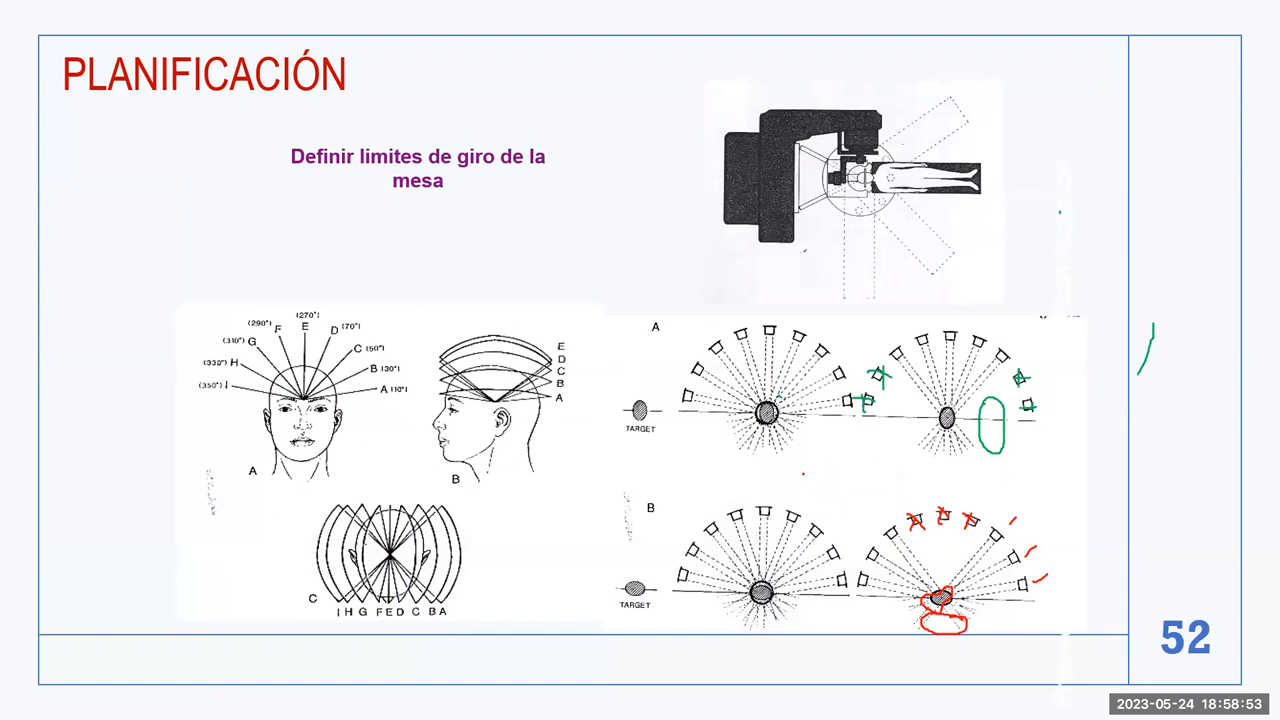 PLANIFICACIÓN
Definir limites de giro de la
mesa
(270°)
(290°) F E D (70°)
(310°) G C (50°)
(330°) H B (30°)
(350°) I A (10°)
A
E
D
C
B
A
B
C
I H G F E D C B A
A
TARGET
B
TARGET
52
2023-05-24 18:58:53